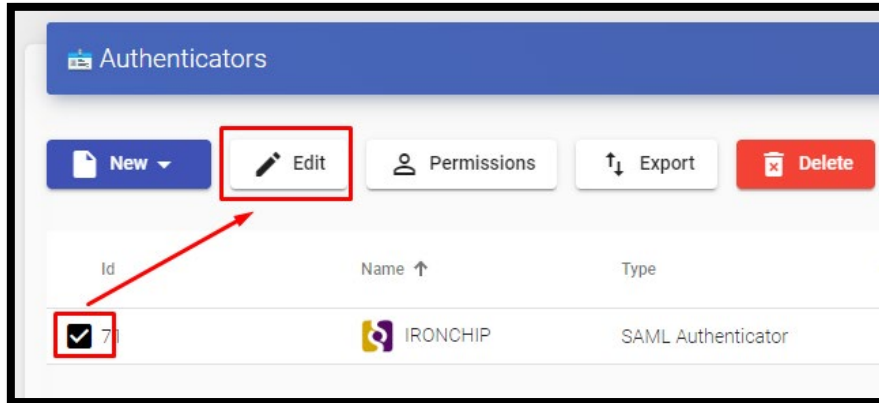 Authenticators
New Edit Permissions Export Delete
Id Name Type
71 IRONCHIP SAML Authenticator